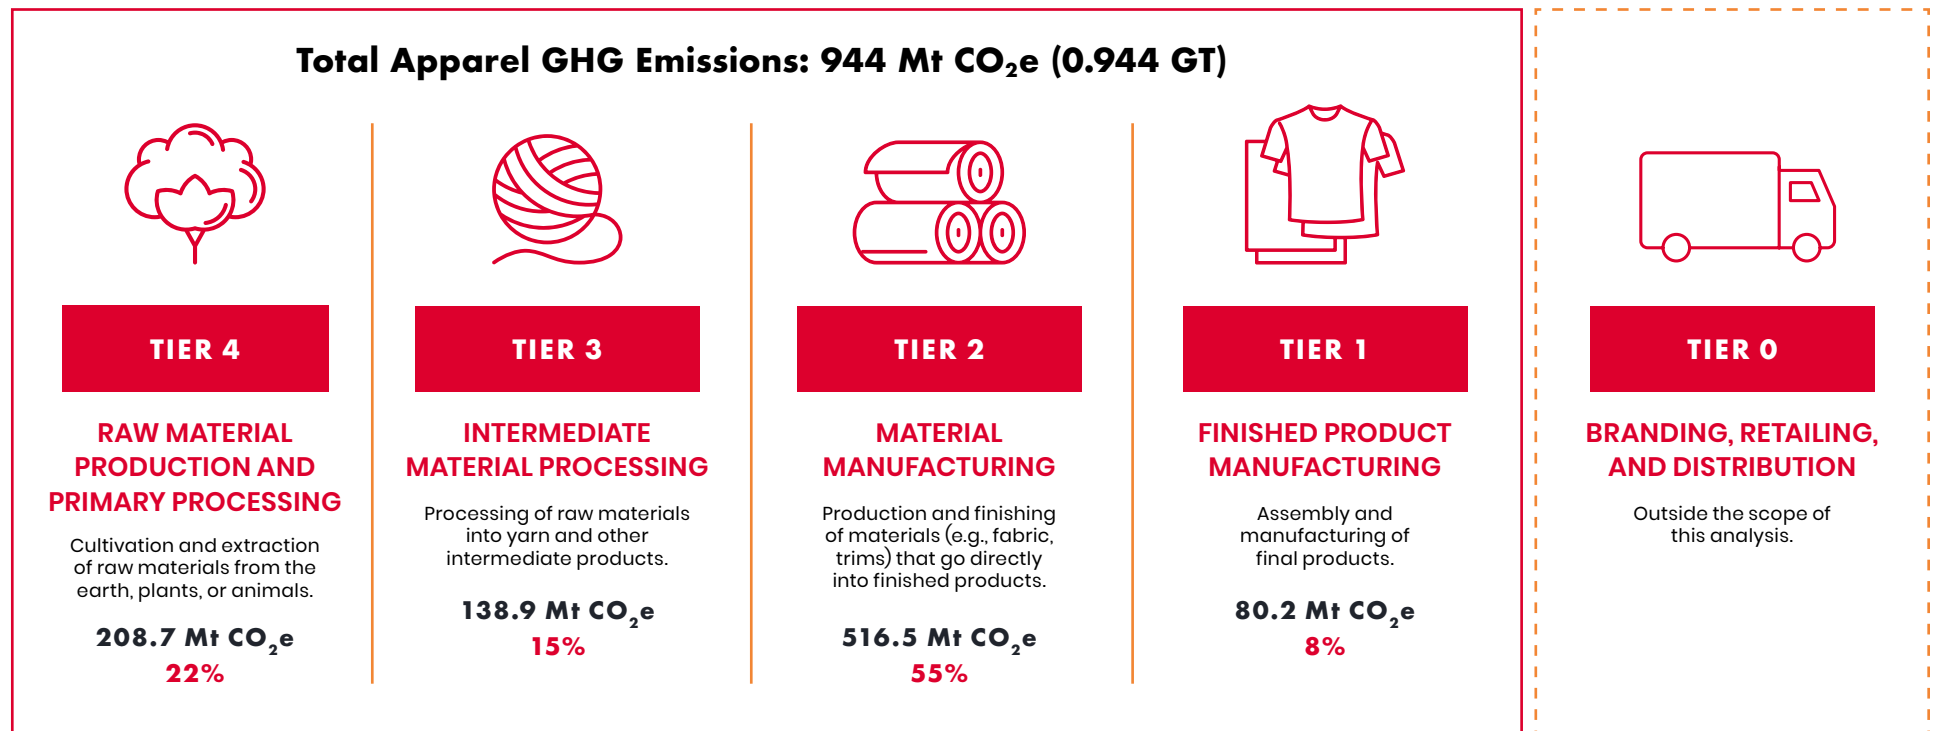 Total Apparel GHG Emissions: 944 Mt CO₂e (0.944 GT)
TIER 4
RAW MATERIAL
PRODUCTION AND
PRIMARY PROCESSING
Cultivation and extraction
of raw materials from the
earth, plants, or animals.
208.7 Mt CO₂e
22%
TIER 3
INTERMEDIATE
MATERIAL PROCESSING
Processing of raw materials
into yarn and other
intermediate products.
138.9 Mt CO₂e
15%
TIER 2
MATERIAL
MANUFACTURING
Production and finishing
of materials (e.g., fabric,
trims) that go directly
into finished products.
516.5 Mt CO₂e
55%
TIER 1
FINISHED PRODUCT
MANUFACTURING
Assembly and
manufacturing of
final products.
80.2 Mt CO₂e
8%
TIER 0
BRANDING, RETAILING,
AND DISTRIBUTION
Outside the scope of
this analysis.